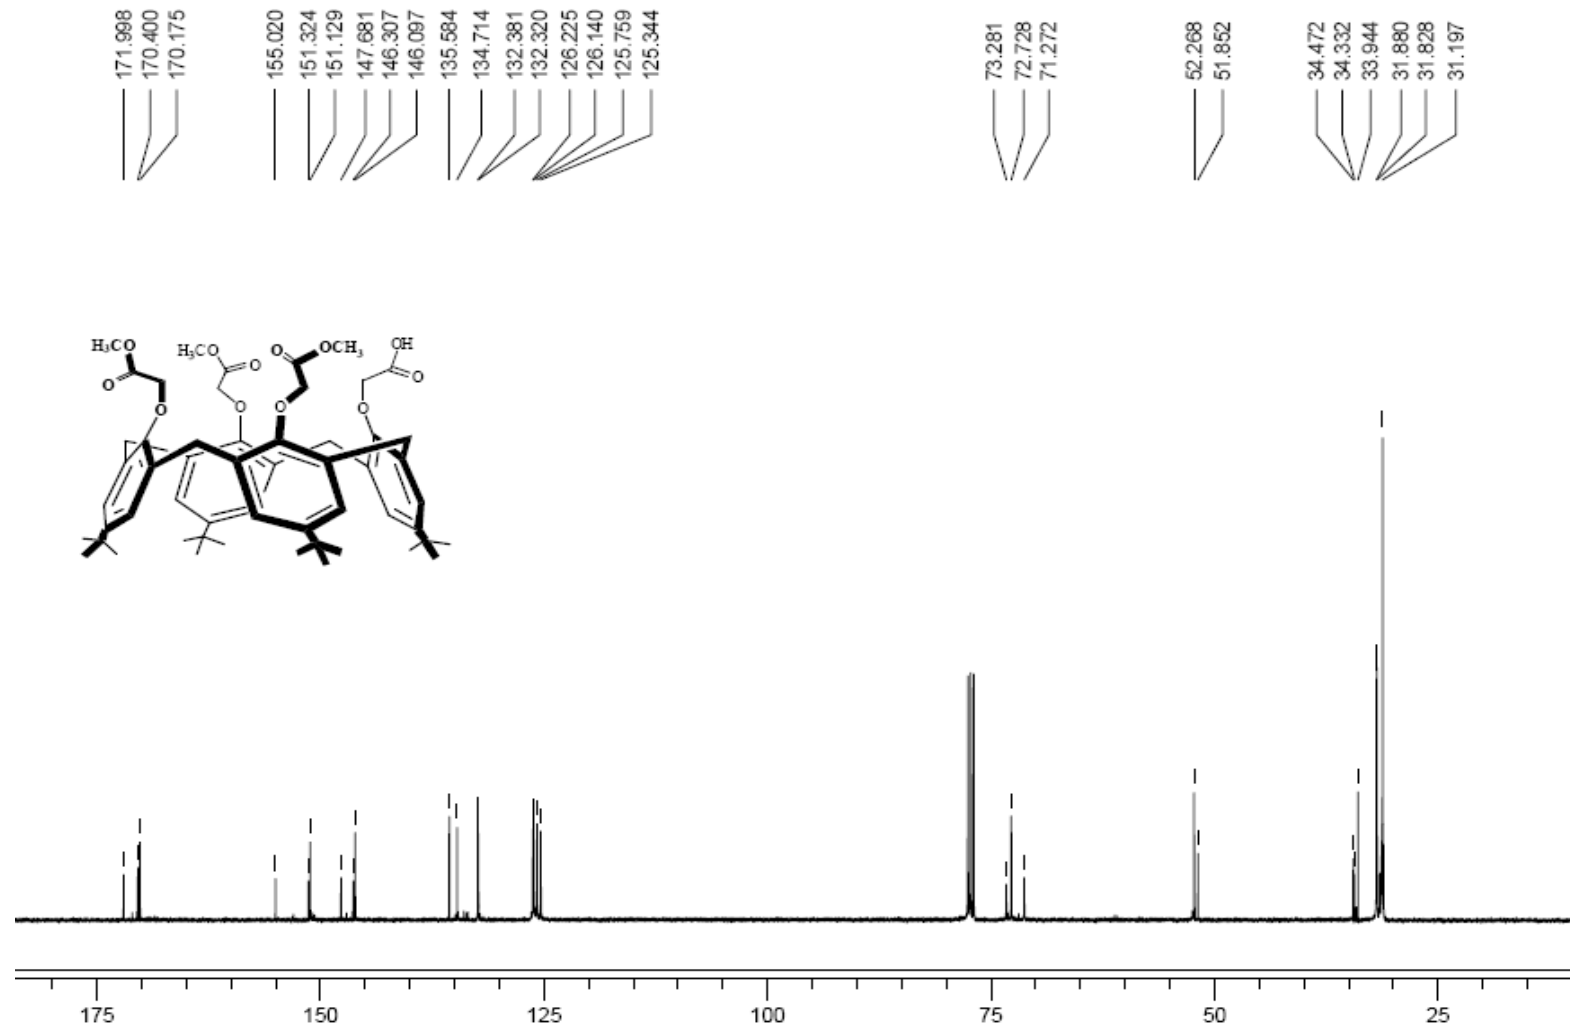 171.998
170.400
170.175
155.020
151.324
151.129
147.681
146.307
146.097
135.584
134.714
132.381
132.320
126.225
126.140
125.759
125.344
73.281
72.728
71.272
52.268
51.852
34.472
34.332
33.944
31.880
31.828
31.197
H₃CO
O
O
H₃CO
O
O
O
OCH₃
O
OH
O
O
175 150 125 100 75 50 25